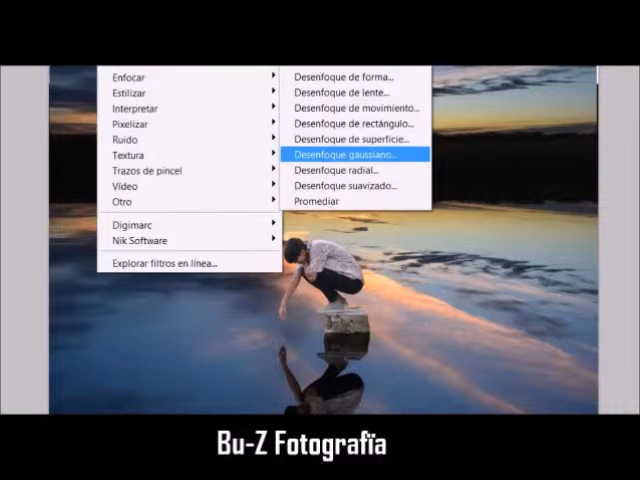 Enfocar
Estilizar
Interpretar
Pixelizar
Ruido
Textura
Trazos de pincel
Vídeo
Otro
Digimarc
Nik Software
Explorar filtros en línea...
Desenfoque de forma...
Desenfoque de lente...
Desenfoque de movimiento...
Desenfoque de rectángulo...
Desenfoque de superficie...
Desenfoque gaussiano...
Desenfoque radial...
Desenfoque suavizado...
Promediar
Bu-Z Fotografïa